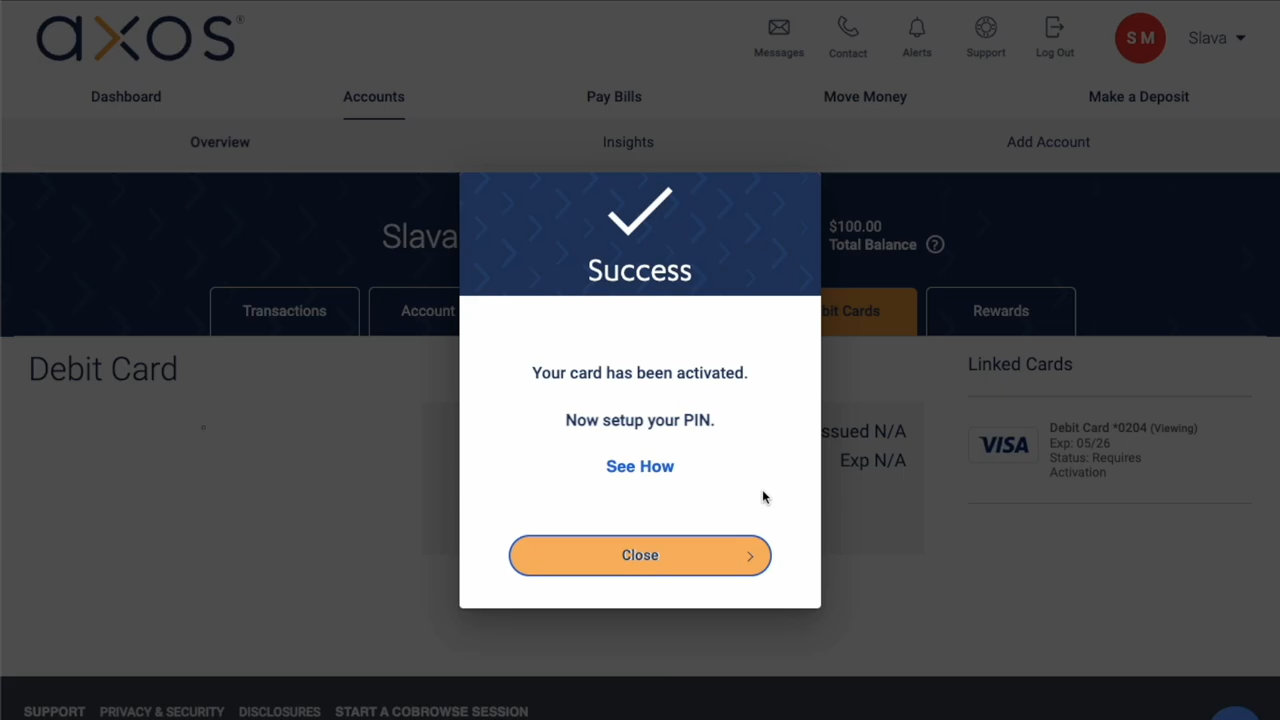 axos®
Messages
Contact
Alerts
Support
Log Out
S M
Slava
Dashboard
Accounts
Pay Bills
Move Money
Make a Deposit
Overview
Insights
Add Account
Slava
$100.00
Total Balance ?
Transactions
Account
bit Cards
Rewards
Success
Your card has been activated.
Now setup your PIN.
See How
Close
Debit Card
ssued N/A
Exp N/A
Linked Cards
VISA
Debit Card *0204 (Viewing)
Exp: 05/26
Status: Requires
Activation
SUPPORT PRIVACY & SECURITY DISCLOSURES START A COBROWSE SESSION